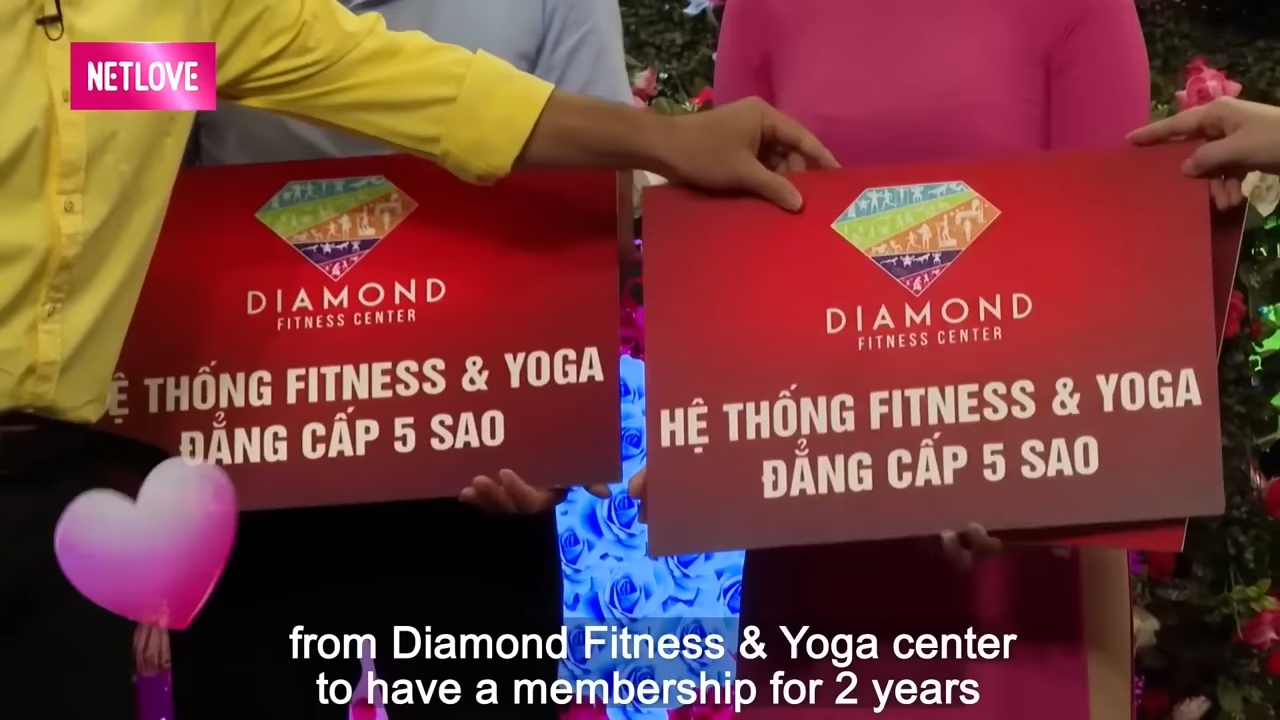 NETLOVE
DIAMOND
FITNESS CENTER
Ệ THỐNG FITNESS & YOGA
ĐẲNG CẤP 5 SAO
DIAMOND
FITNESS CENTER
HỆ THỐNG FITNESS & YOGA
ĐẲNG CẤP 5 SAO
from Diamond Fitness & Yoga center
to have a membership for 2 years